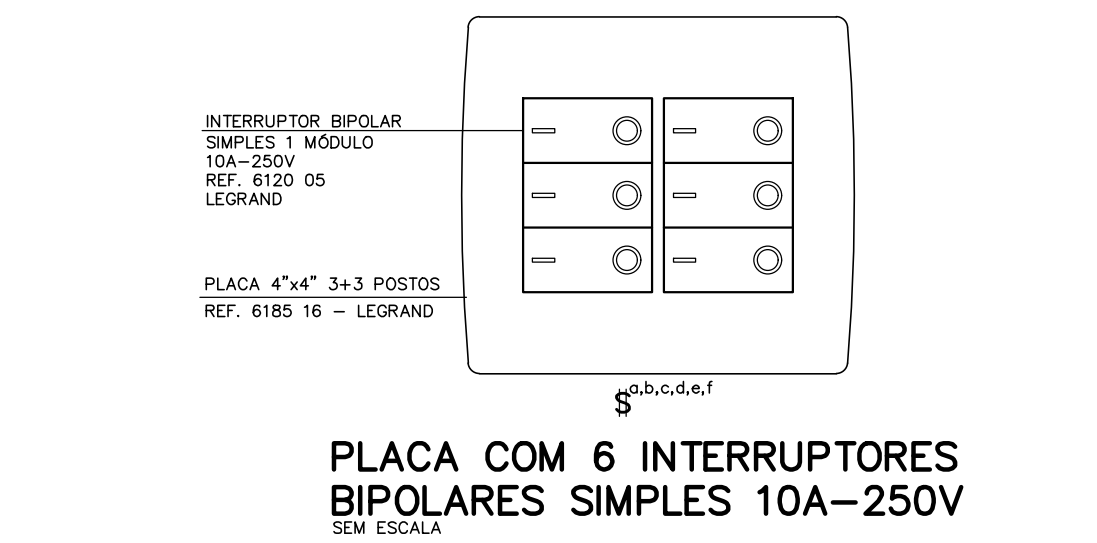 INTERRUPTOR BIPOLAR
SIMPLES 1 MÓDULO
10A-250V
REF. 6120 05
LEGRAND
PLACA 4"x4" 3+3 POSTOS
REF. 6185 16 - LEGRAND
$a,b,c,d,e,f
PLACA COM 6 INTERRUPTORES
BIPOLARES SIMPLES 10A-250V
SEM ESCALA